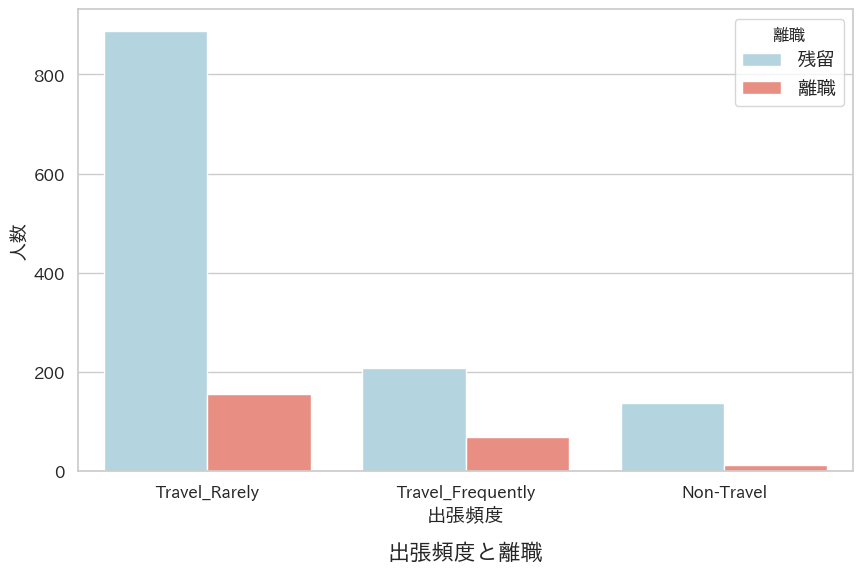 離職
残留
離職
人数
800
600
400
200
0
Travel_Rarely
Travel_Frequently
Non-Travel
出張頻度
出張頻度と離職